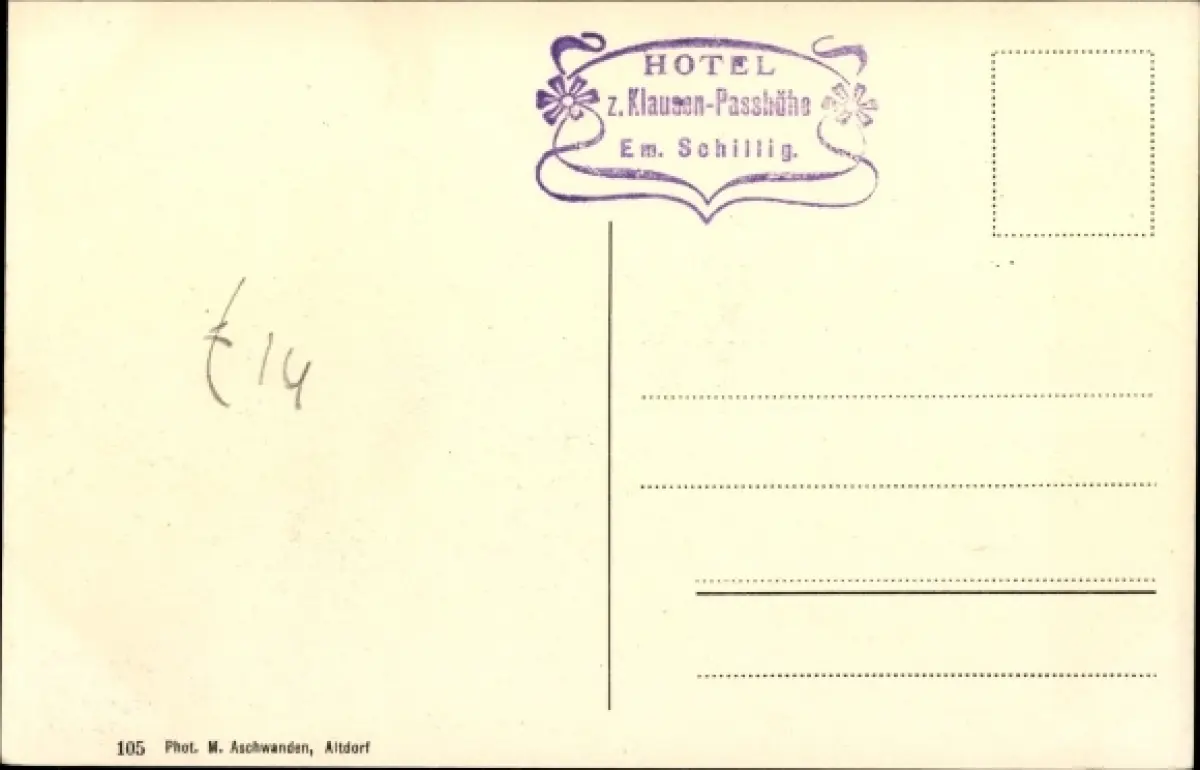 HOTEL
z. Klausen-Passhöhe
Em. Schillig.
14
105 Phot. M. Aschwanden, Altdorf